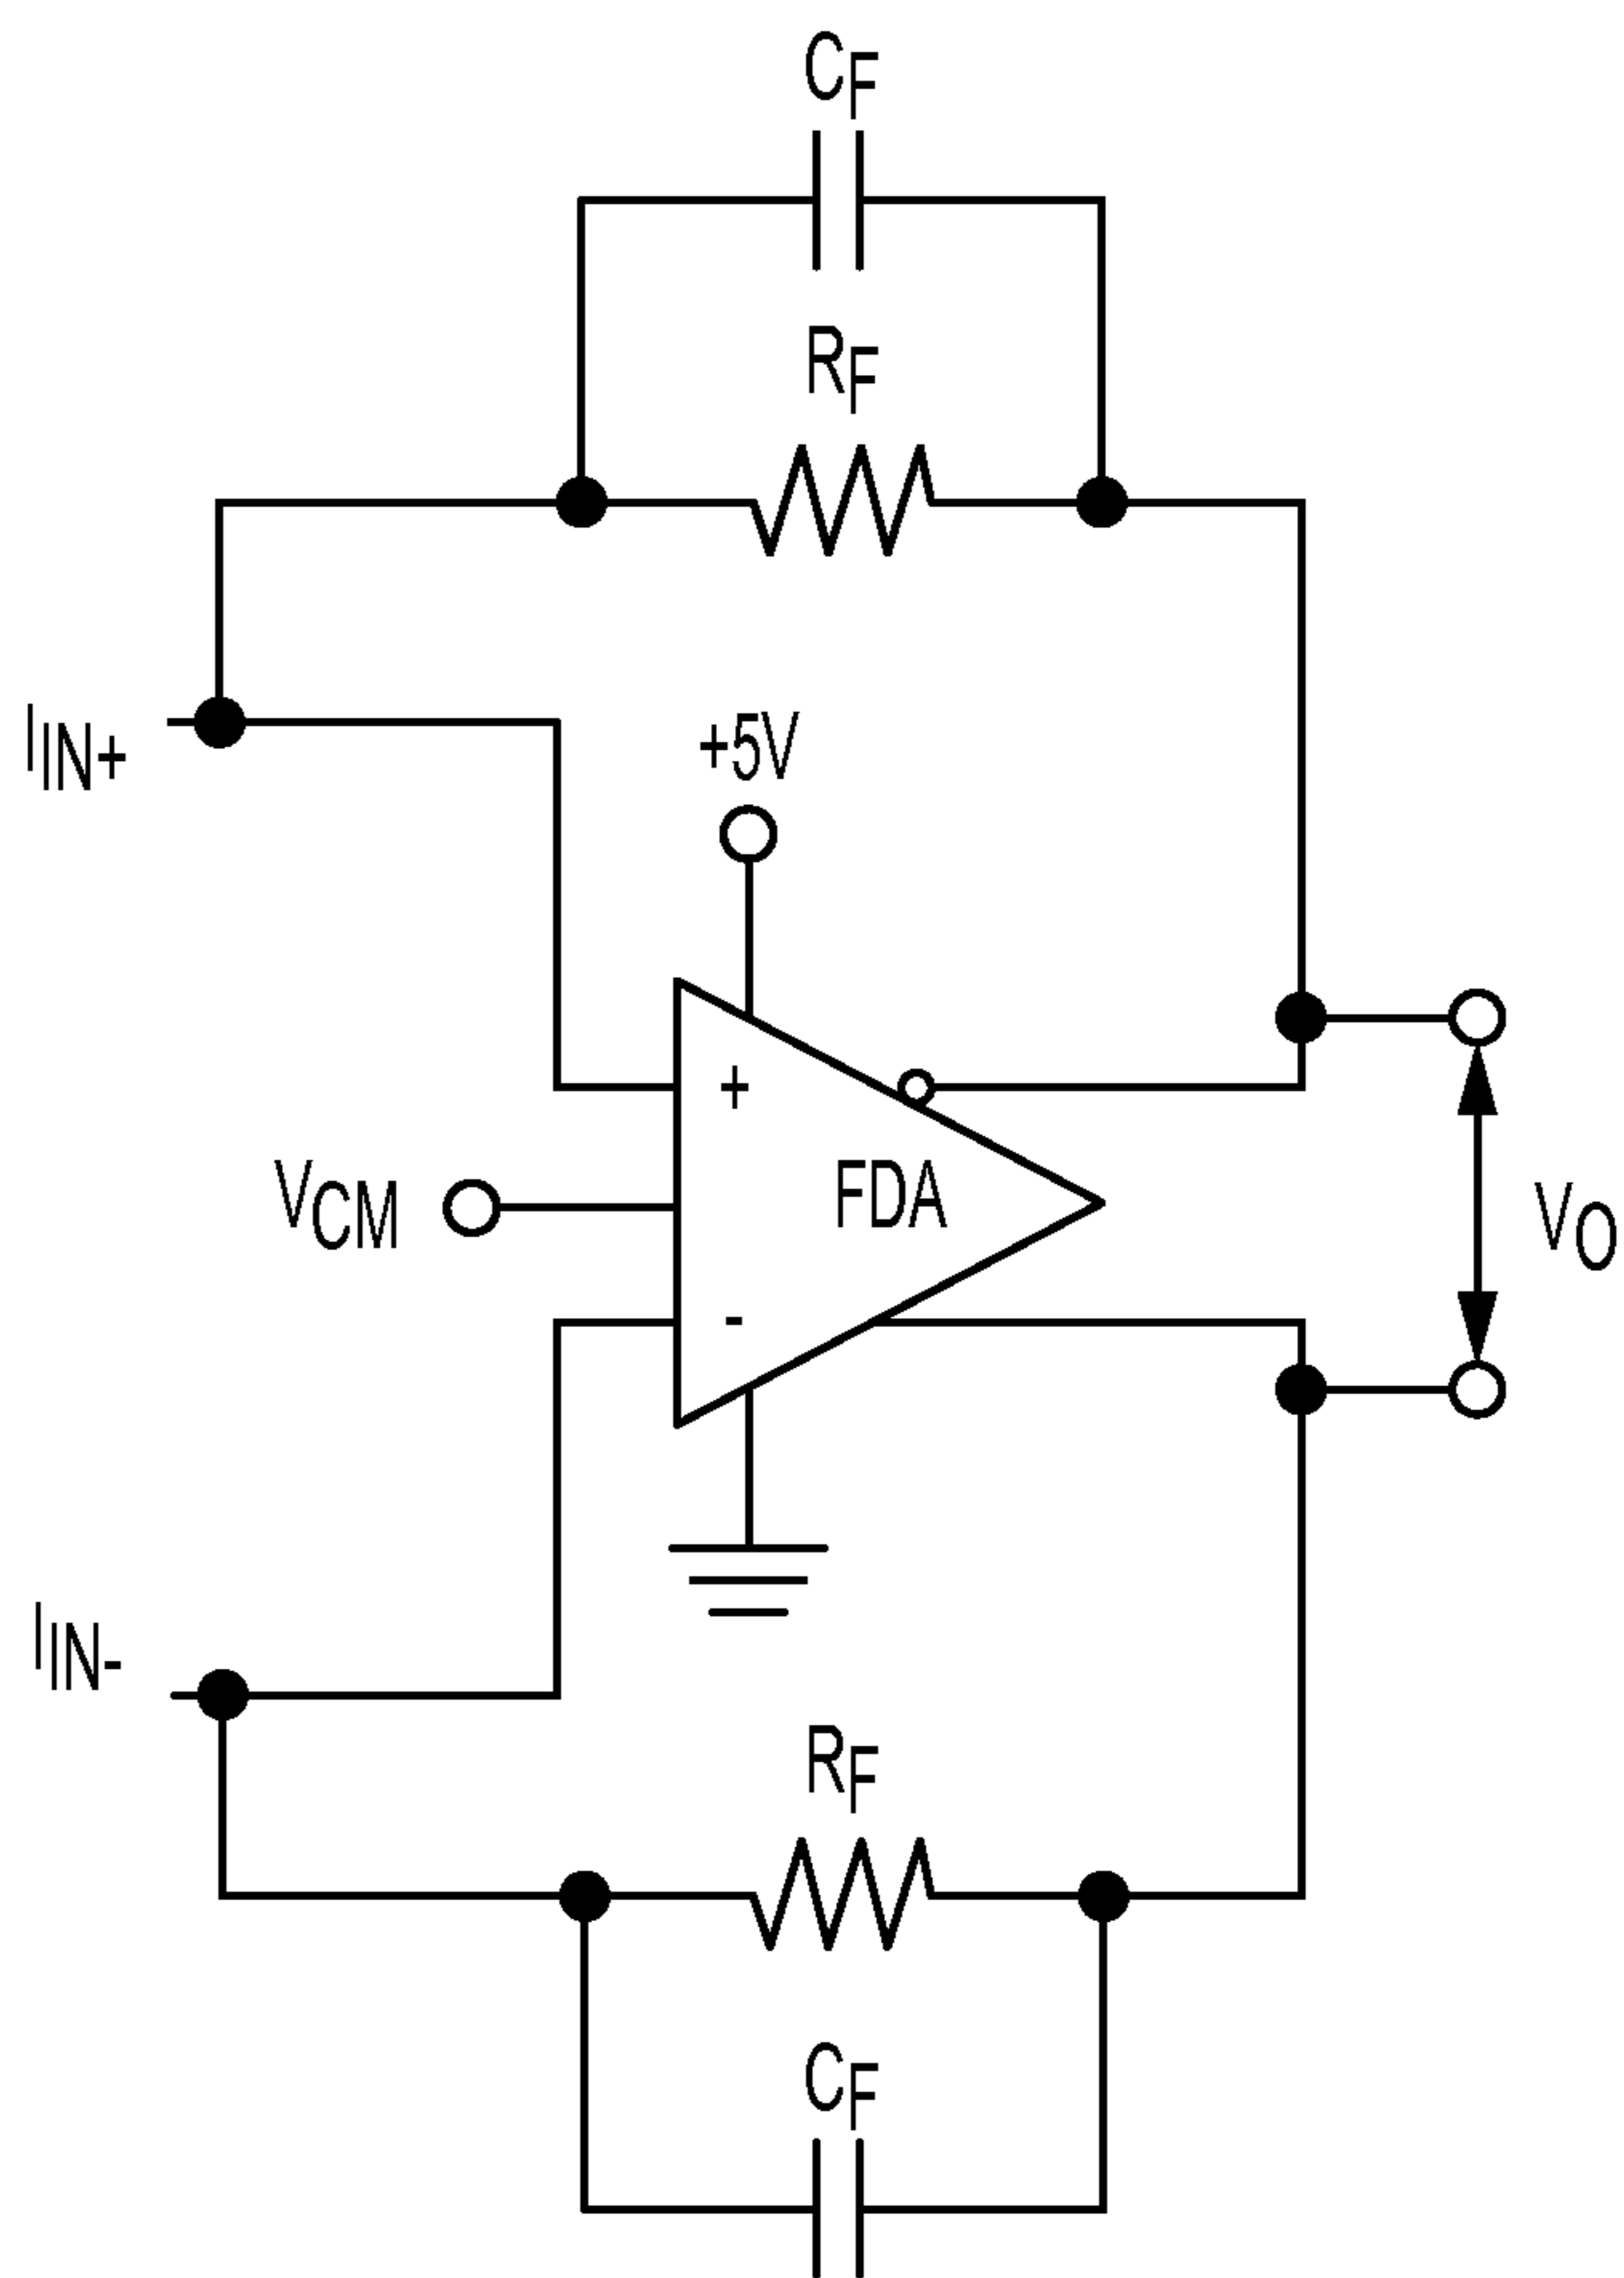 CF
RF
IIN+
+5V
+
VCM
FDA
VO
-
IIN-
RF
CF